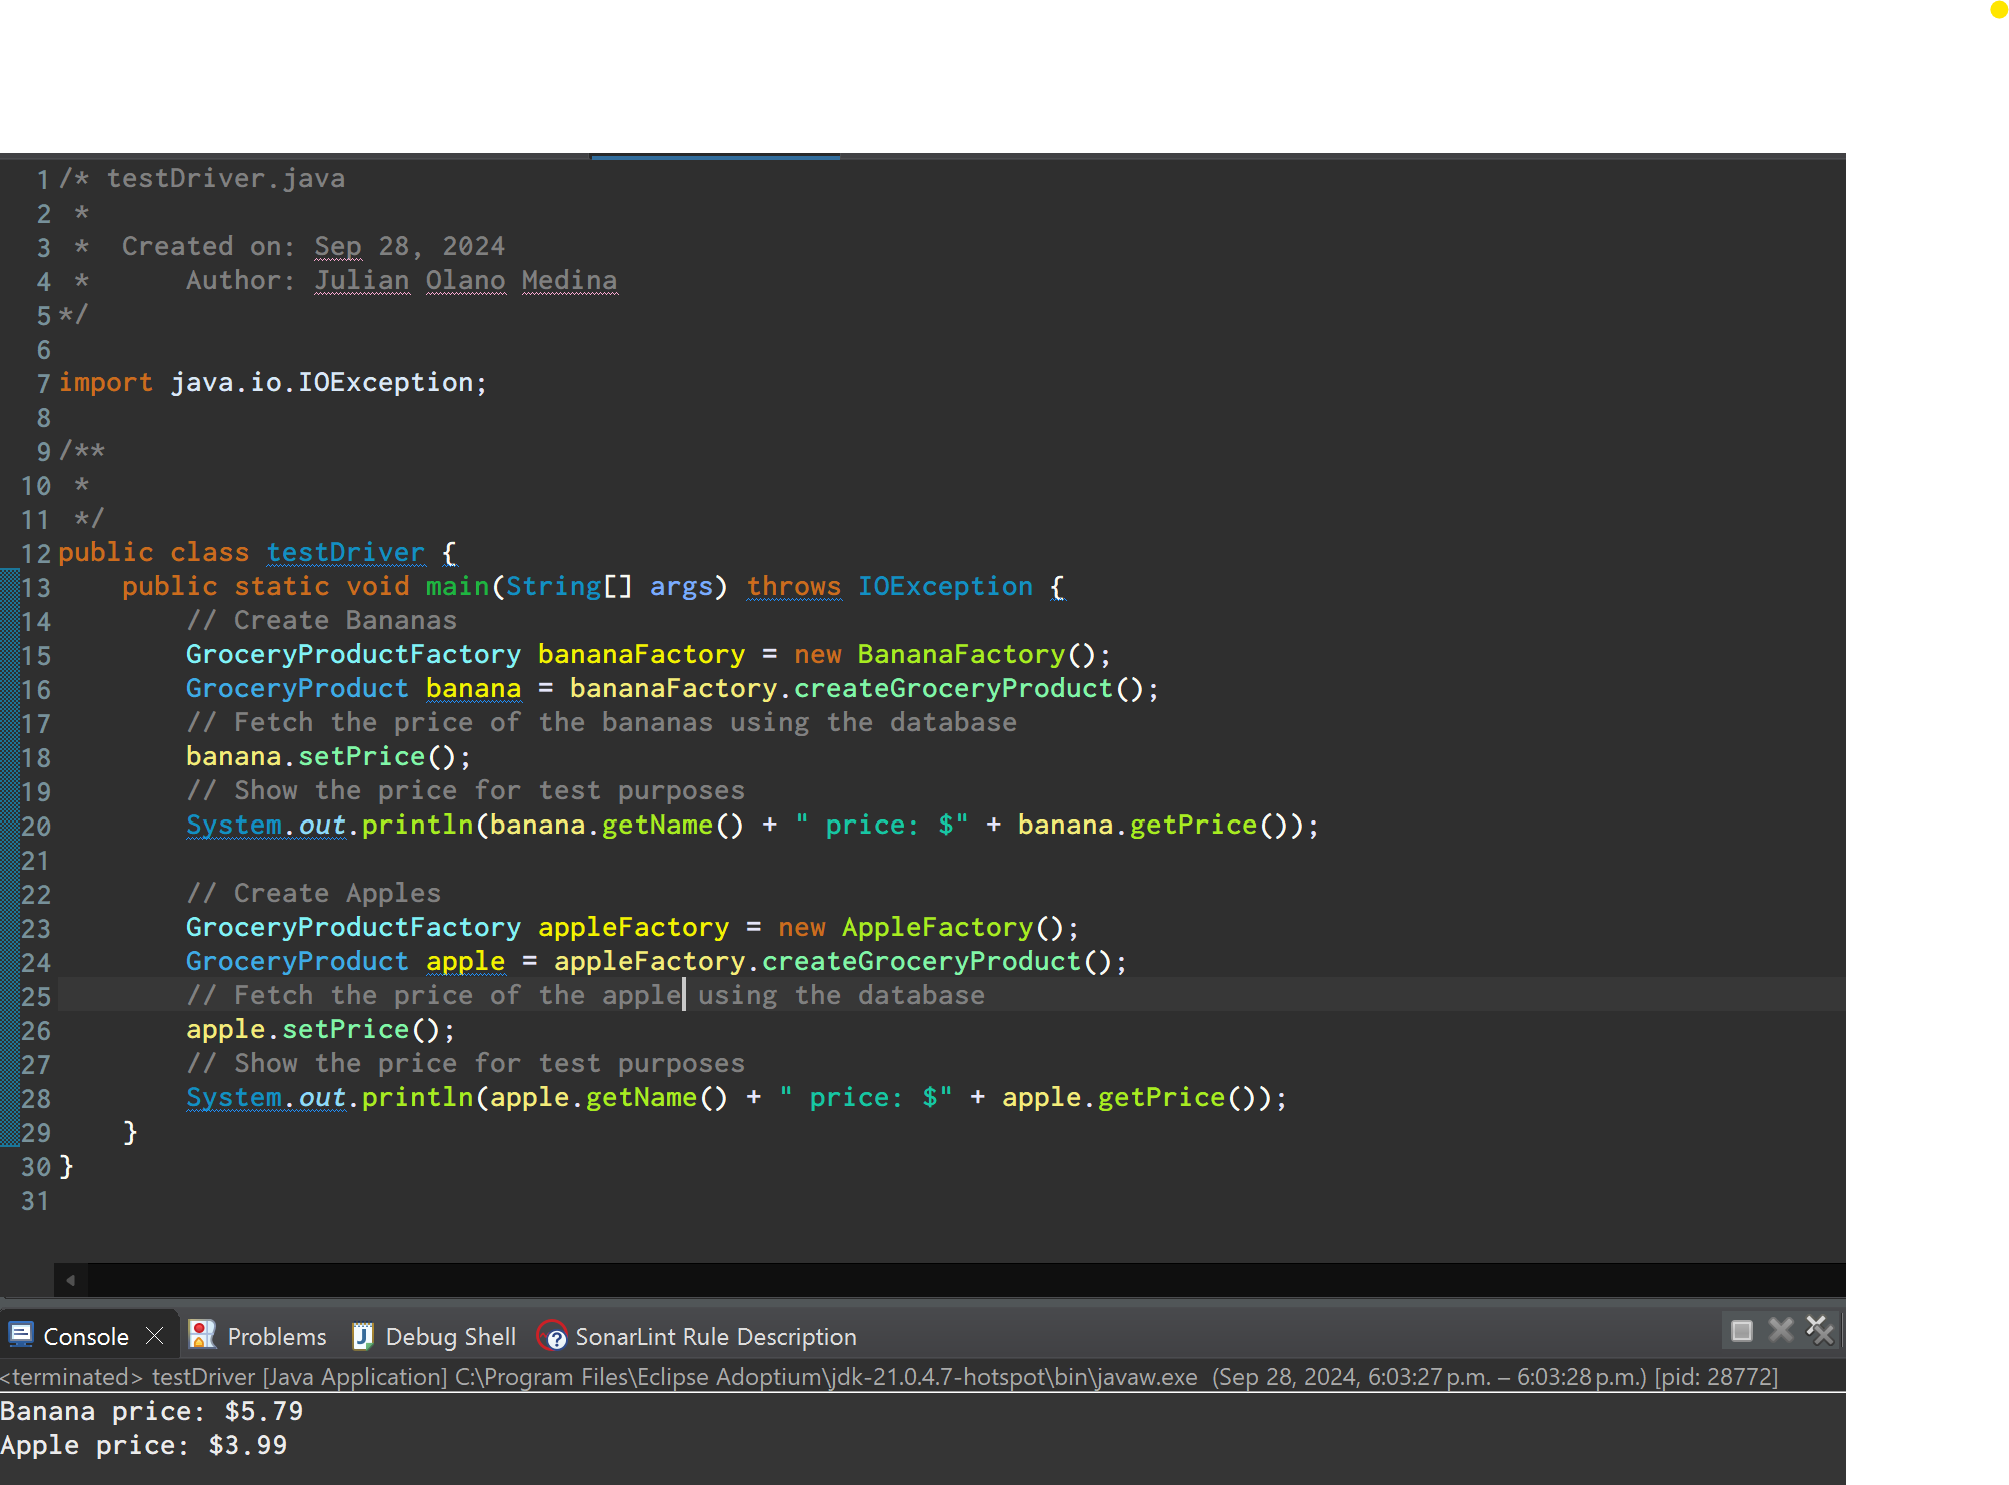 1 /* testDriver.java
2  *
3  *  Created on: Sep 28, 2024
4  *      Author: Julian Olano Medina
5 */
6
7 import java.io.IOException;
8
9 /**
10  *
11  */
12 public class testDriver {
13     public static void main(String[] args) throws IOException {
14         // Create Bananas
15         GroceryProductFactory bananaFactory = new BananaFactory();
16         GroceryProduct banana = bananaFactory.createGroceryProduct();
17         // Fetch the price of the bananas using the database
18         banana.setPrice();
19         // Show the price for test purposes
20         System.out.println(banana.getName() + " price: $" + banana.getPrice());
21
22         // Create Apples
23         GroceryProductFactory appleFactory = new AppleFactory();
24         GroceryProduct apple = appleFactory.createGroceryProduct();
25         // Fetch the price of the apple using the database
26         apple.setPrice();
27         // Show the price for test purposes
28         System.out.println(apple.getName() + " price: $" + apple.getPrice());
29     }
30 }
31
Console Problems Debug Shell SonarLint Rule Description
<terminated> testDriver [Java Application] C:\Program Files\Eclipse Adoptium\jdk-21.0.4.7-hotspot\bin\javaw.exe (Sep 28, 2024, 6:03:27 p.m. – 6:03:28 p.m.) [pid: 28772]
Banana price: $5.79
Apple price: $3.99